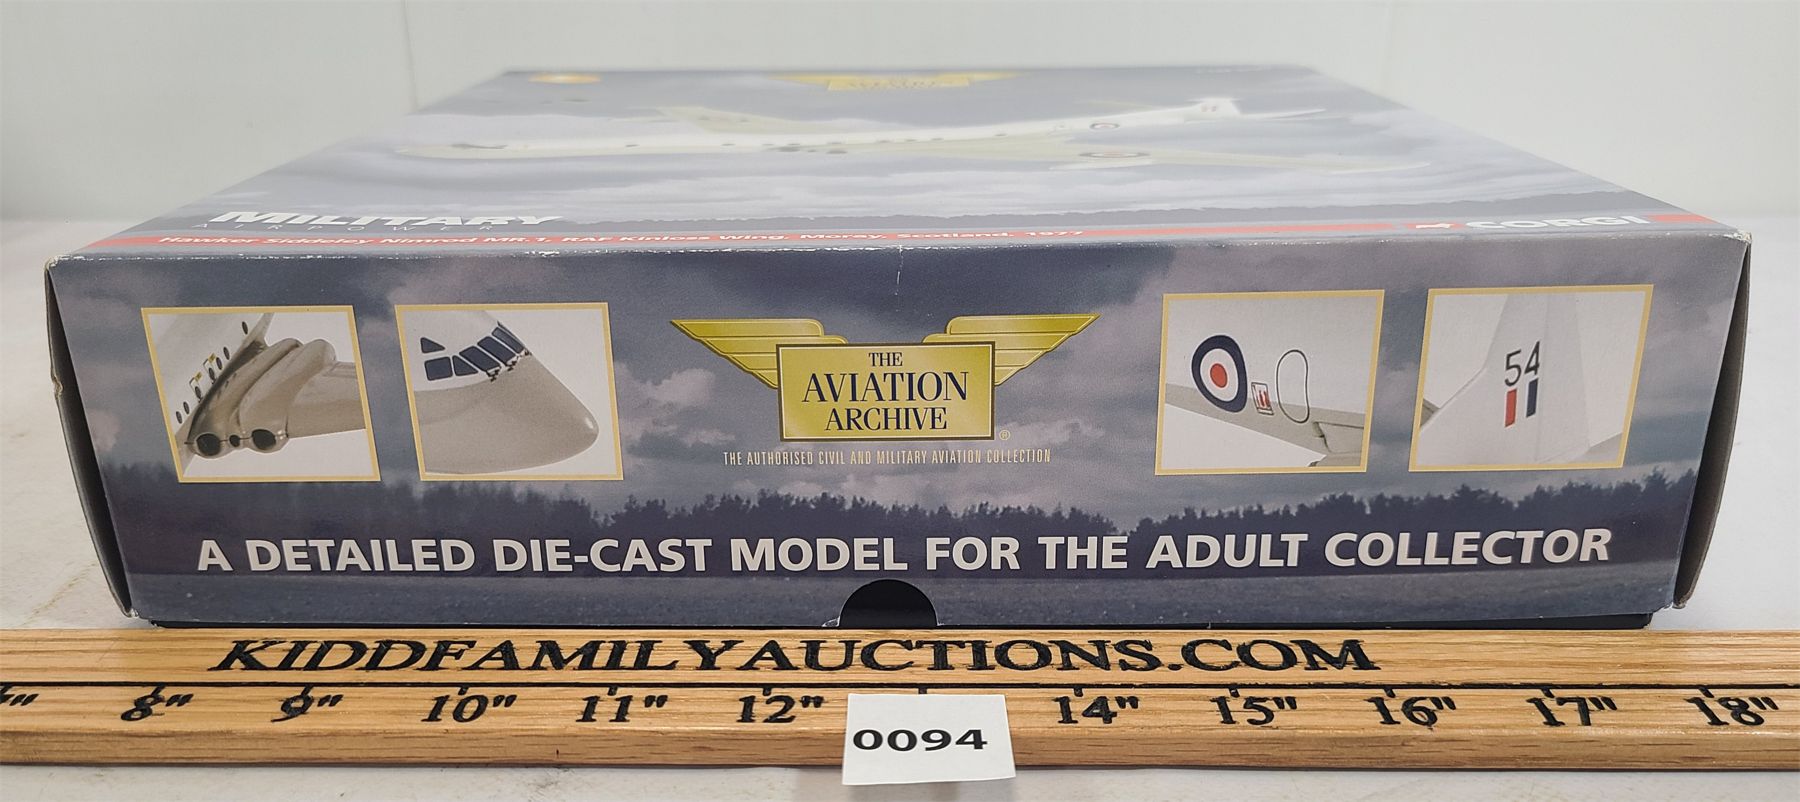 MILITARY
AIRPOWER
CORGI
Hawker Siddeley Nimrod MR.1, RAF Kinloss Wing, Moray, Scotland, 1977
THE
AVIATION
ARCHIVE
®
THE AUTHORISED CIVIL AND MILITARY AVIATION COLLECTION
54
A DETAILED DIE-CAST MODEL FOR THE ADULT COLLECTOR
KIDDFAMILYAUCTIONS.COM
8" 9" 10" 11" 12" 14" 15" 16" 17" 18"
0094